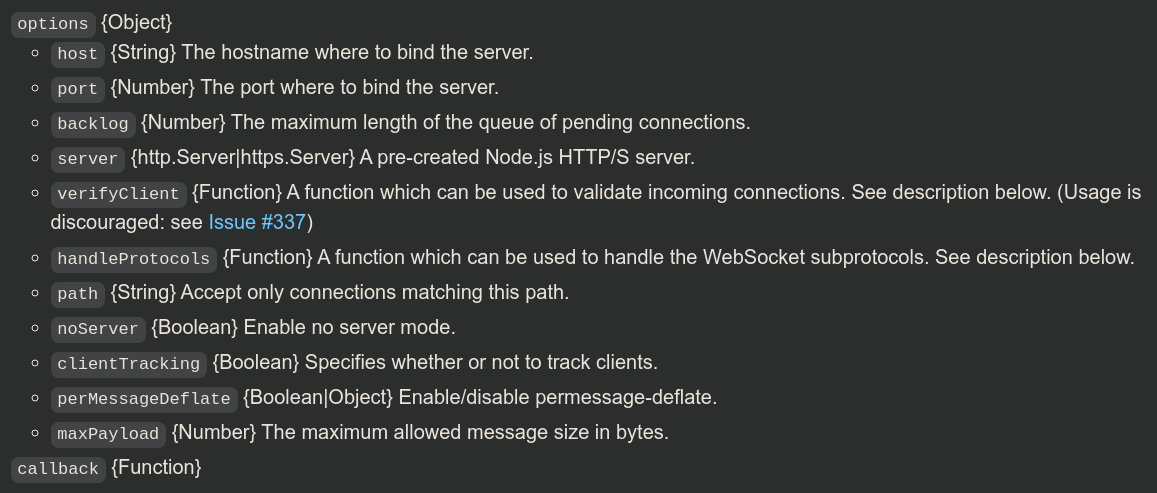 options {Object}
host {String} The hostname where to bind the server.
port {Number} The port where to bind the server.
backlog {Number} The maximum length of the queue of pending connections.
server {http.Server|https.Server} A pre-created Node.js HTTP/S server.
verifyClient {Function} A function which can be used to validate incoming connections. See description below. (Usage is
discouraged: see Issue #337)
handleProtocols {Function} A function which can be used to handle the WebSocket subprotocols. See description below.
path {String} Accept only connections matching this path.
noServer {Boolean} Enable no server mode.
clientTracking {Boolean} Specifies whether or not to track clients.
perMessageDeflate {Boolean|Object} Enable/disable permessage-deflate.
maxPayload {Number} The maximum allowed message size in bytes.
callback {Function}